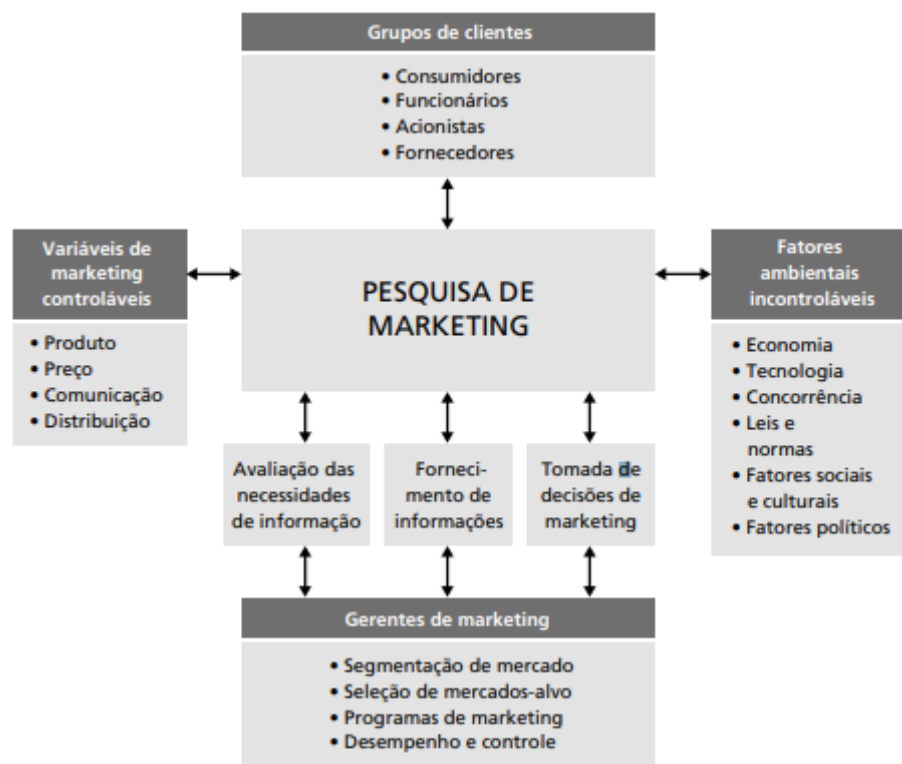 Grupos de clientes
• Consumidores
• Funcionários
• Acionistas
• Fornecedores
Variáveis de
marketing
controláveis
• Produto
• Preço
• Comunicação
• Distribuição
PESQUISA DE
MARKETING
Fatores
ambientais
incontroláveis
• Economia
• Tecnologia
• Concorrência
• Leis e
normas
• Fatores sociais
e culturais
• Fatores políticos
Avaliação das
necessidades
de informação
Forneci-
mento de
informações
Tomada de
decisões de
marketing
Gerentes de marketing
• Segmentação de mercado
• Seleção de mercados-alvo
• Programas de marketing
• Desempenho e controle